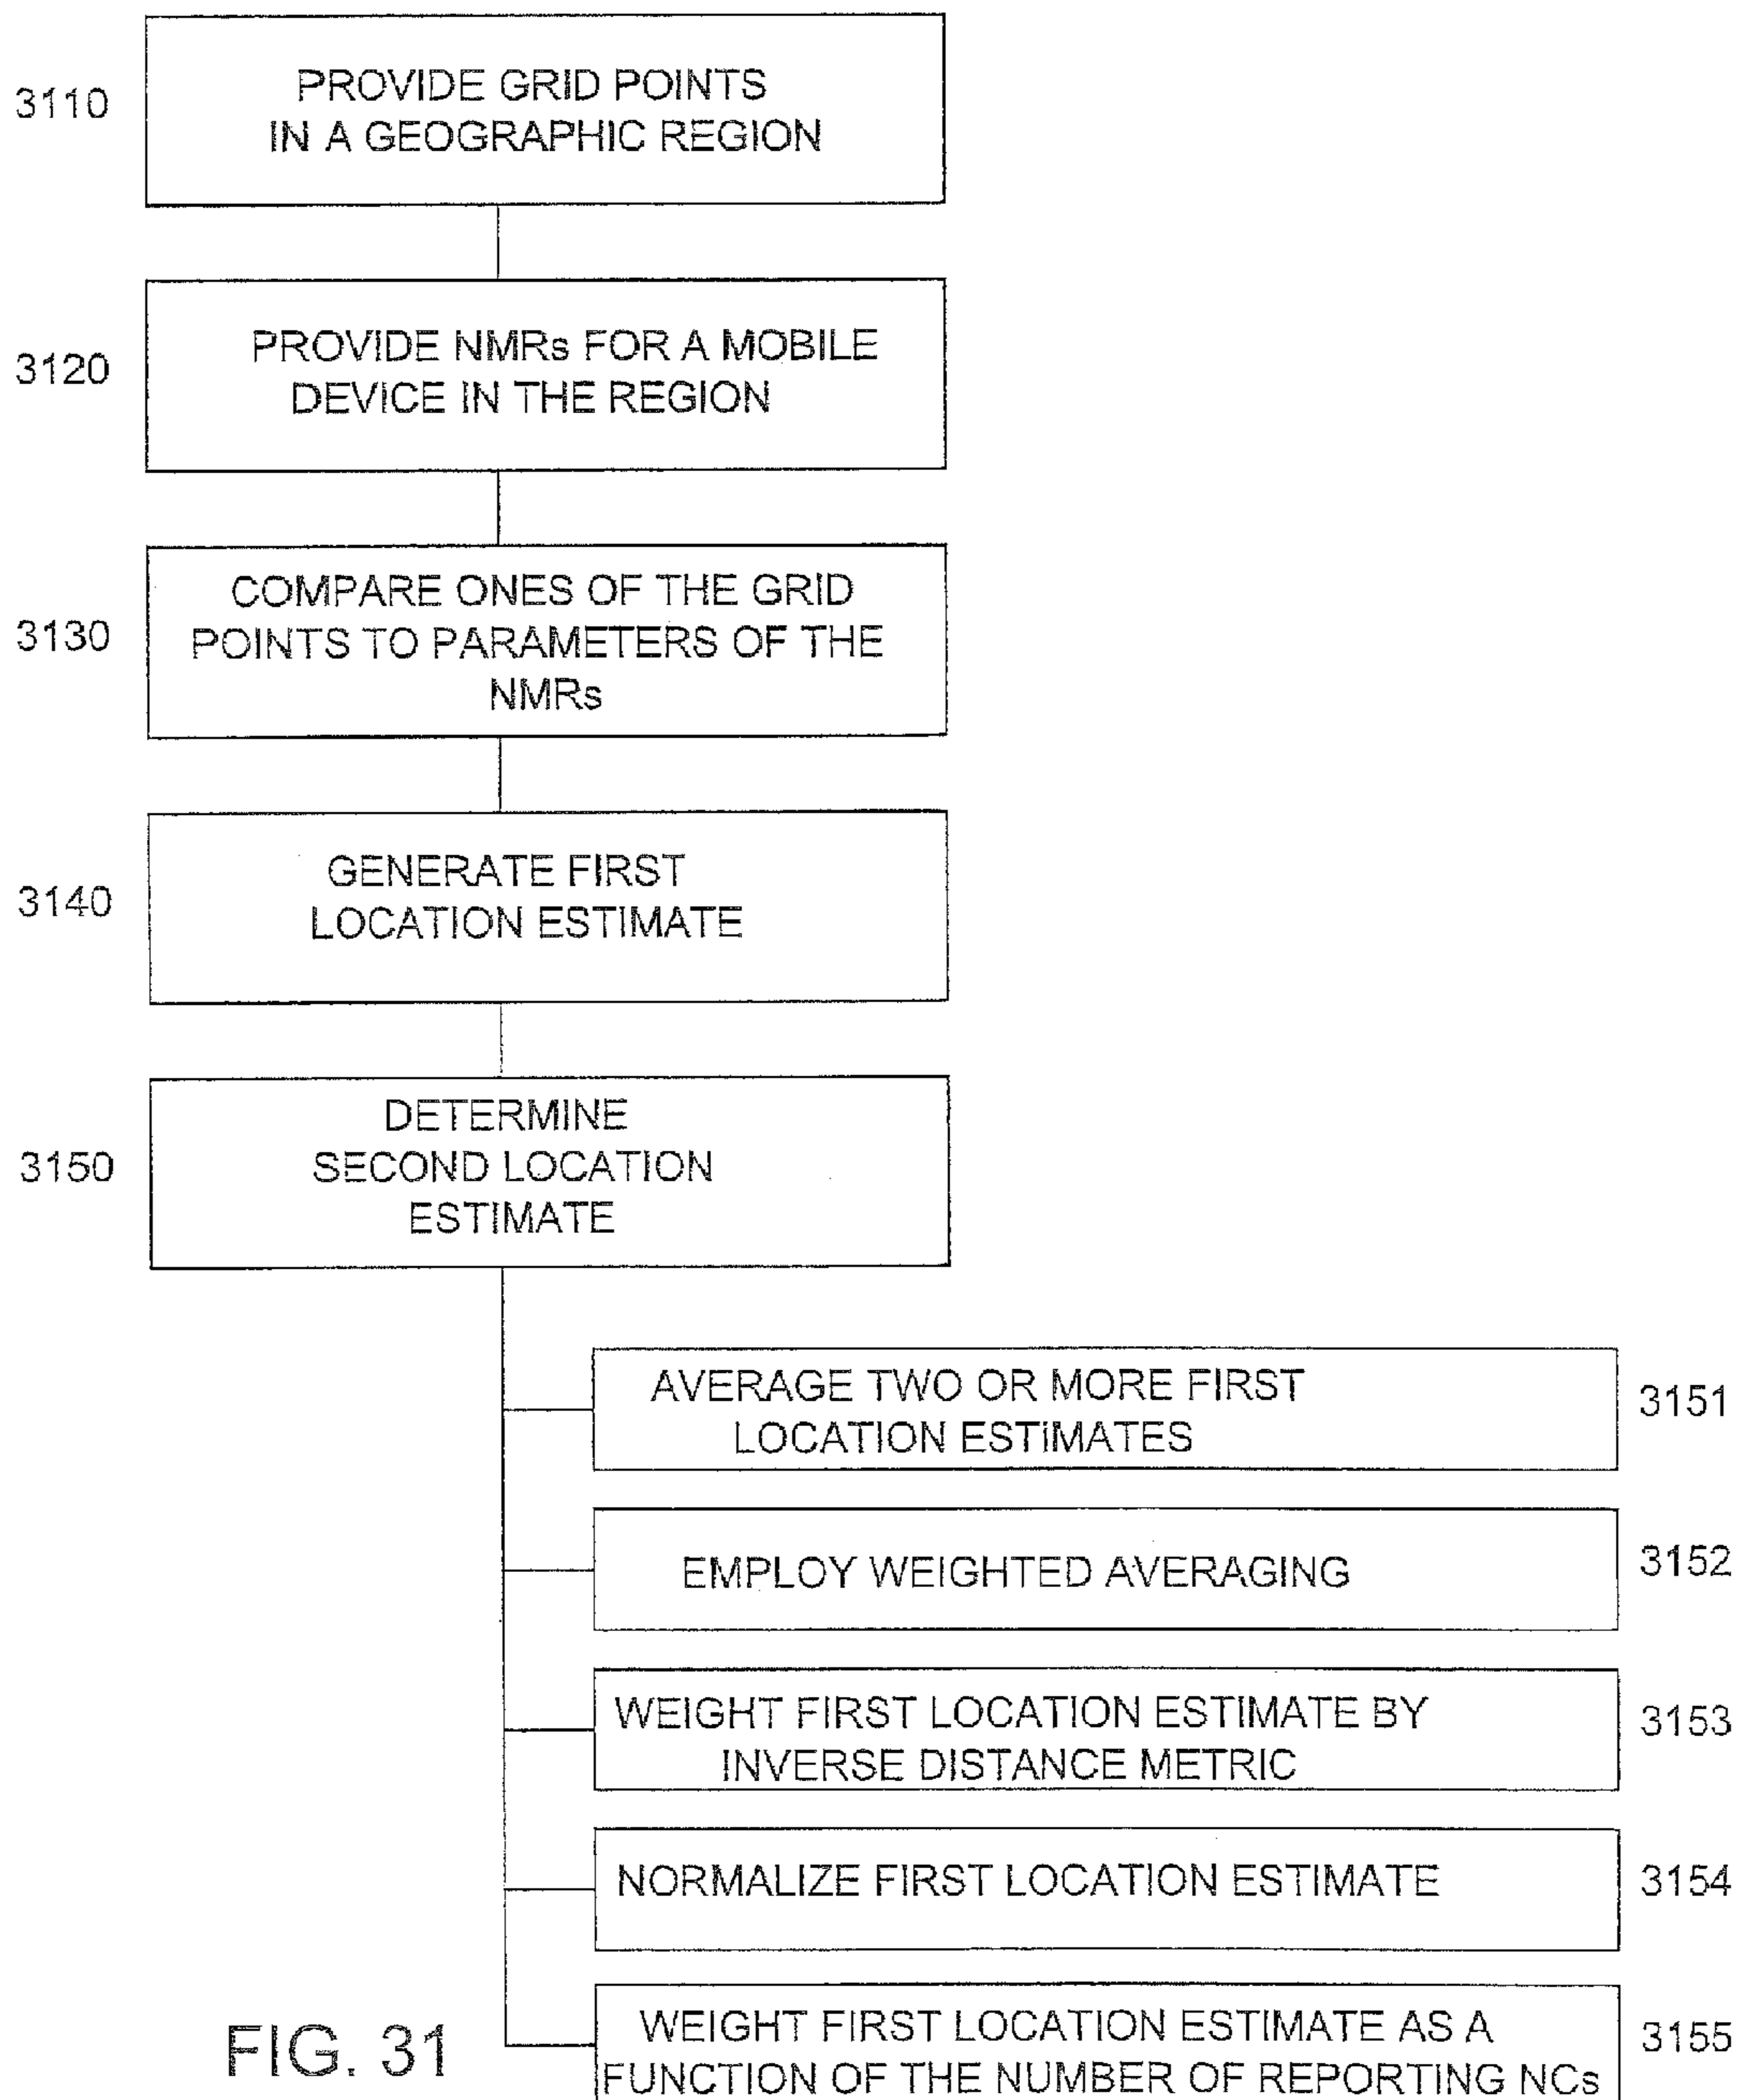 3110
PROVIDE GRID POINTS
IN A GEOGRAPHIC REGION
3120
PROVIDE NMRs FOR A MOBILE
DEVICE IN THE REGION
3130
COMPARE ONES OF THE GRID
POINTS TO PARAMETERS OF THE
NMRs
3140
GENERATE FIRST
LOCATION ESTIMATE
3150
DETERMINE
SECOND LOCATION
ESTIMATE
AVERAGE TWO OR MORE FIRST
LOCATION ESTIMATES
3151
EMPLOY WEIGHTED AVERAGING
3152
WEIGHT FIRST LOCATION ESTIMATE BY
INVERSE DISTANCE METRIC
3153
NORMALIZE FIRST LOCATION ESTIMATE
3154
WEIGHT FIRST LOCATION ESTIMATE AS A
FUNCTION OF THE NUMBER OF REPORTING NCs
3155
FIG. 31